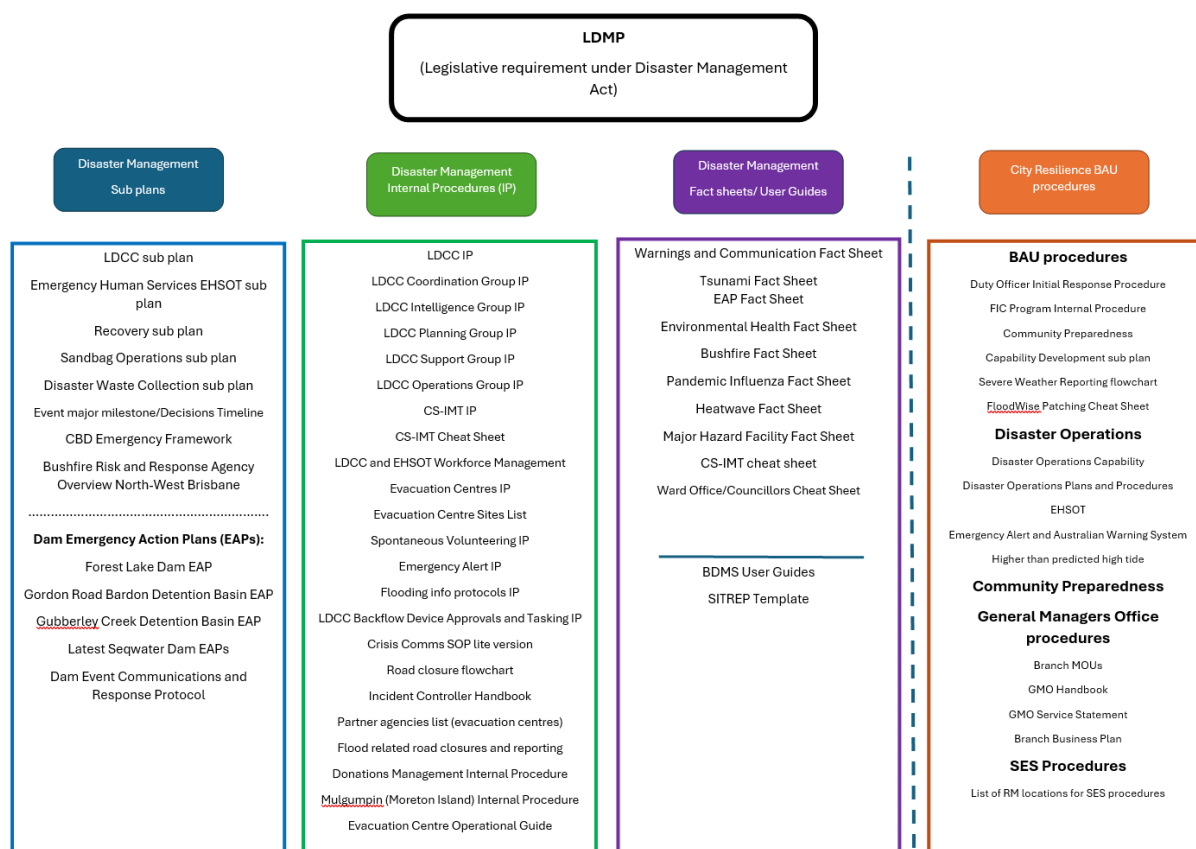 LDMP
(Legislative requirement under Disaster Management
Act)
Disaster Management
Sub plans
LDCC sub plan
Emergency Human Services EHSOT sub
plan
Recovery sub plan
Sandbag Operations sub plan
Disaster Waste Collection sub plan
Event major milestone/Decisions Timeline
CBD Emergency Framework
Bushfire Risk and Response Agency
Overview North-West Brisbane
Dam Emergency Action Plans (EAPs):
Forest Lake Dam EAP
Gordon Road Bardon Detention Basin EAP
Gubberley Creek Detention Basin EAP
Latest Seqwater Dam EAPs
Dam Event Communications and
Response Protocol
Disaster Management
Internal Procedures (IP)
LDCC IP
LDCC Coordination Group IP
LDCC Intelligence Group IP
LDCC Planning Group IP
LDCC Support Group IP
LDCC Operations Group IP
CS-IMT IP
CS-IMT Cheat Sheet
LDCC and EHSOT Workforce Management
Evacuation Centres IP
Evacuation Centre Sites List
Spontaneous Volunteering IP
Emergency Alert IP
Flooding info protocols IP
LDCC Backflow Device Approvals and Tasking IP
Crisis Comms SOP lite version
Road closure flowchart
Incident Controller Handbook
Partner agencies list (evacuation centres)
Flood related road closures and reporting
Donations Management Internal Procedure
Mulgumpin (Moreton Island) Internal Procedure
Evacuation Centre Operational Guide
Disaster Management
Fact sheets/ User Guides
Warnings and Communication Fact Sheet
Tsunami Fact Sheet
EAP Fact Sheet
Environmental Health Fact Sheet
Bushfire Fact Sheet
Pandemic Influenza Fact Sheet
Heatwave Fact Sheet
Major Hazard Facility Fact Sheet
CS-IMT cheat sheet
Ward Office/Councillors Cheat Sheet
BDMS User Guides
SITREP Template
City Resilience BAU
procedures
BAU procedures
Duty Officer Initial Response Procedure
FIC Program Internal Procedure
Community Preparedness
Capability Development sub plan
Severe Weather Reporting flowchart
FloodWise Patching Cheat Sheet
Disaster Operations
Disaster Operations Capability
Disaster Operations Plans and Procedures
EHSOT
Emergency Alert and Australian Warning System
Higher than predicted high tide
Community Preparedness
General Managers Office
procedures
Branch MOUs
GMO Handbook
GMO Service Statement
Branch Business Plan
SES Procedures
List of RM locations for SES procedures